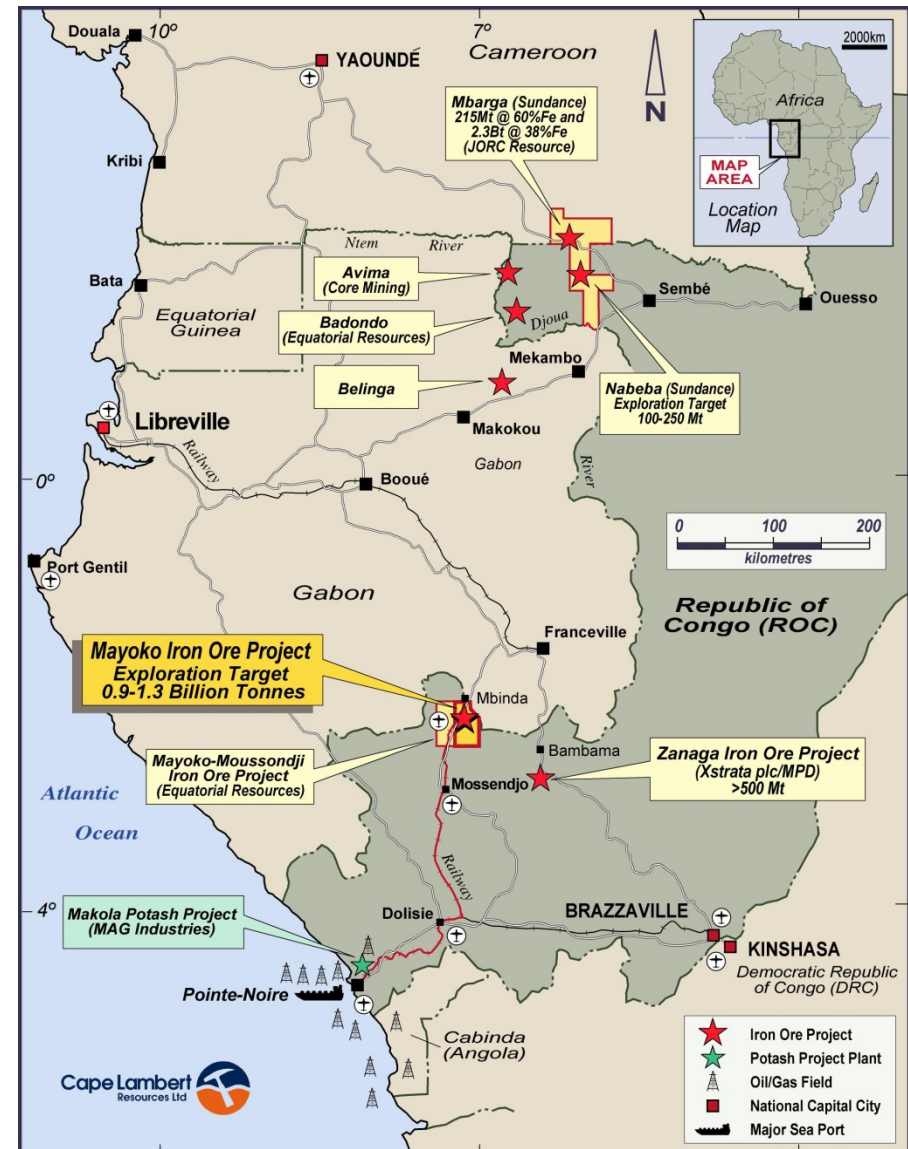 10°
7°
Douala
YAOUNDÉ
Cameroon
N
2000km
Africa
MAP
AREA
Location
Map
Mbarga (Sundance)
215Mt @ 60%Fe and
2.3Bt @ 38%Fe
(JORC Resource)
Kribi
Ntem River
Avima
(Core Mining)
Bata
Sembé
Ouesso
Equatorial
Guinea
Badondo
(Equatorial Resources)
Djoua
Mekambo
Belinga
Nabeba (Sundance)
Exploration Target
100-250 Mt
Libreville
Makokou
Gabon
River
Railway
Booué
0°
0 100 200
kilometres
Port Gentil
Gabon
Republic of
Congo (ROC)
Franceville
Mayoko Iron Ore Project
Exploration Target
0.9-1.3 Billion Tonnes
Mbinda
Bambama
Mayoko-Moussondji
Iron Ore Project
(Equatorial Resources)
Zanaga Iron Ore Project
(Xstrata plc/MPD)
>500 Mt
Mossendjo
Atlantic
Ocean
Railway
4°
Makola Potash Project
(MAG Industries)
Dolisie
BRAZZAVILLE
KINSHASA
Democratic Republic
of Congo (DRC)
Pointe-Noire
Cabinda
(Angola)
Iron Ore Project
Potash Project Plant
Oil/Gas Field
National Capital City
Major Sea Port
Cape Lambert
Resources Ltd